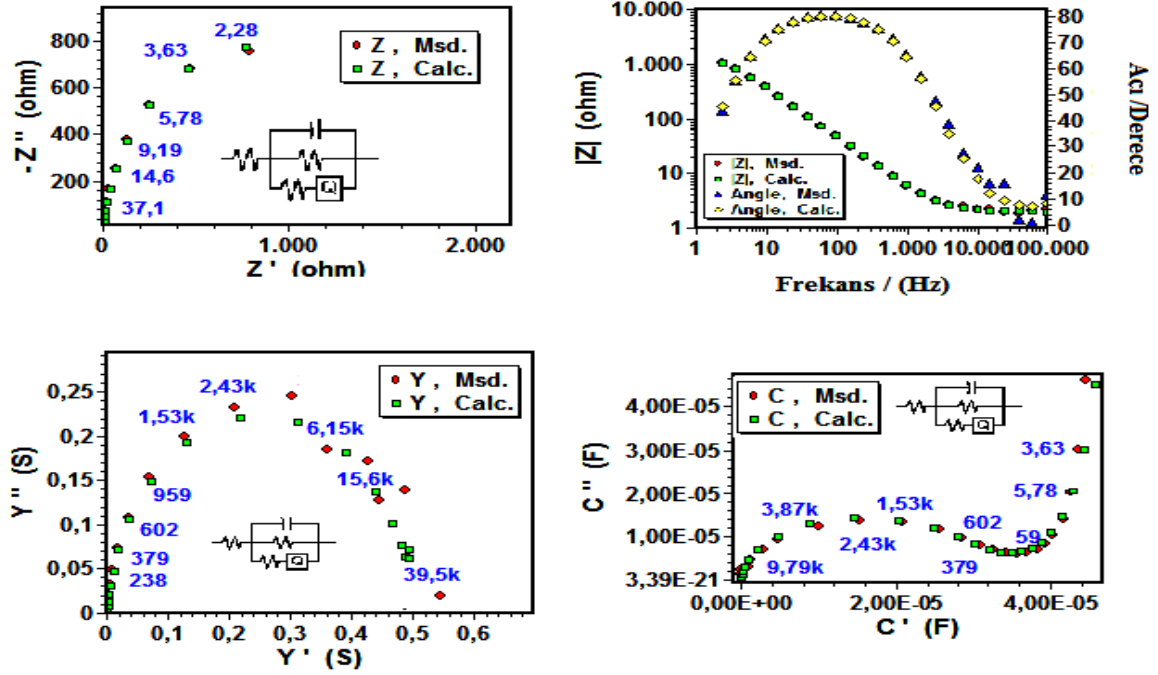 800
600
400
200
-Z" (ohm)
2,28
3,63
5,78
9,19
14,6
37,1
Z , Msd.
Z , Calc.
Q
0
1.000
2.000
Z' (ohm)
10.000
1.000
100
10
1
|Z| (ohm)
|Z|, Msd.
|Z|, Calc.
Angle, Msd.
Angle, Calc.
80
70
60
50
40
30
20
10
0
Açı /Derece
1
10
100
1.000
10.000
Frekans / (Hz)
0,25
0,2
0,15
0,1
0,05
0
Y" (S)
2,43k
1,53k
959
602
379
238
6,15k
15,6k
39,5k
Y , Msd.
Y , Calc.
Q
0
0,1
0,2
0,3
0,4
0,5
0,6
Y' (S)
4,00E-05
3,00E-05
2,00E-05
1,00E-05
3,39E-21
C" (F)
C , Msd.
C , Calc.
Q
3,63
5,78
59
602
379
1,53k
2,43k
3,87k
9,79k
0,00E+00
2,00E-05
4,00E-05
C' (F)